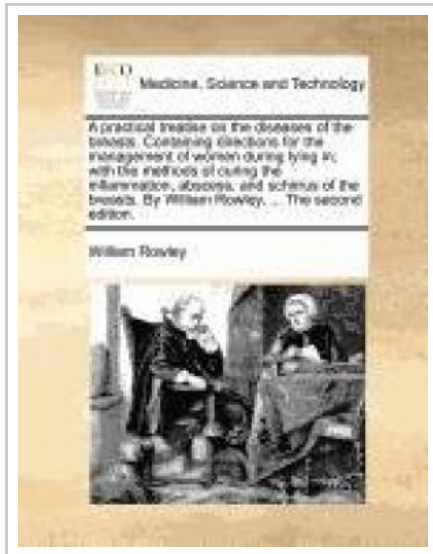 ECCO
Medicine, Science and Technology
A practical treatise on the diseases of the
breasts. Containing directions for the
management of women during lying in;
with the methods of curing the
inflammation, abscess, and schirrus of the
breasts. By William Rowley, ... The second
edition.
William Rowley